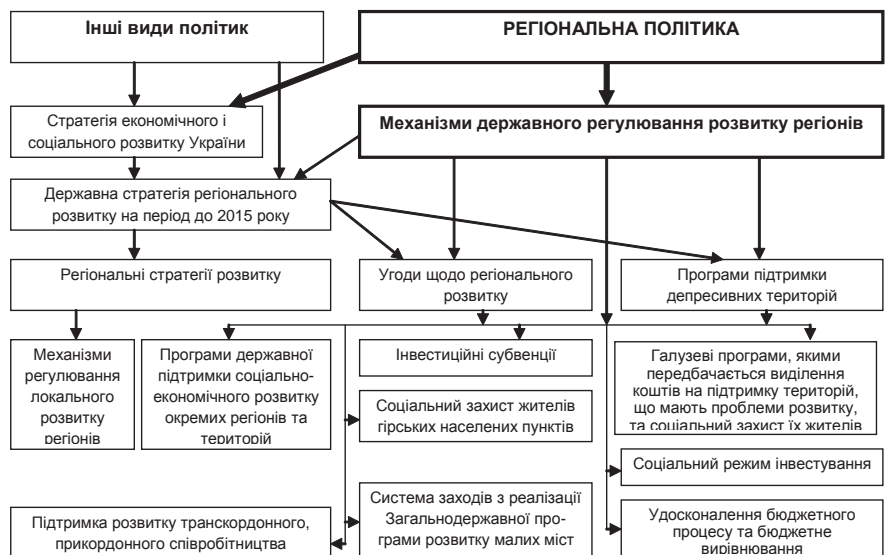 Інші види політик
РЕГІОНАЛЬНА ПОЛІТИКА
Стратегія економічного і
соціального розвитку України
Механізми державного регулювання розвитку регіонів
Державна стратегія регіонального
розвитку на період до 2015 року
Регіональні стратегії розвитку
Угоди щодо регіонального
розвитку
Програми підтримки
депресивних територій
Механізми
регулювання
локального
розвитку
регіонів
Програми державної
підтримки соціально-
економічного розвитку
окремих регіонів та
територій
Інвестиційні субвенції
Галузеві програми, якими
передбачається виділення
коштів на підтримку територій,
що мають проблеми розвитку,
та соціальний захист їх жителів
Соціальний захист жителів
гірських населених пунктів
Соціальний режим інвестування
Підтримка розвитку транскордонного,
прикордонного співробітництва
Система заходів з реалізації
Загальнодержавної про-
грами розвитку малих міст
Удосконалення бюджетного
процесу та бюджетне
вирівнювання